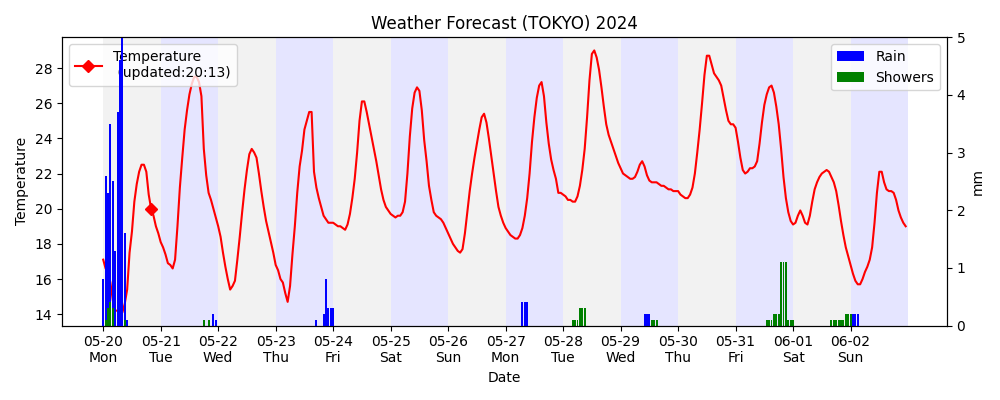 Weather Forecast (TOKYO) 2024
Temperature
(updated:20:13)
Rain
Showers
Temperature
28
26
24
22
20
18
16
14
5
4
3
2
1
0
mm
05-20 05-21 05-22 05-23 05-24 05-25 05-26 05-27 05-28 05-29 05-30 05-31 06-01 06-02
Mon Tue Wed Thu Fri Sat Sun Mon Tue Wed Thu Fri Sat Sun
Date